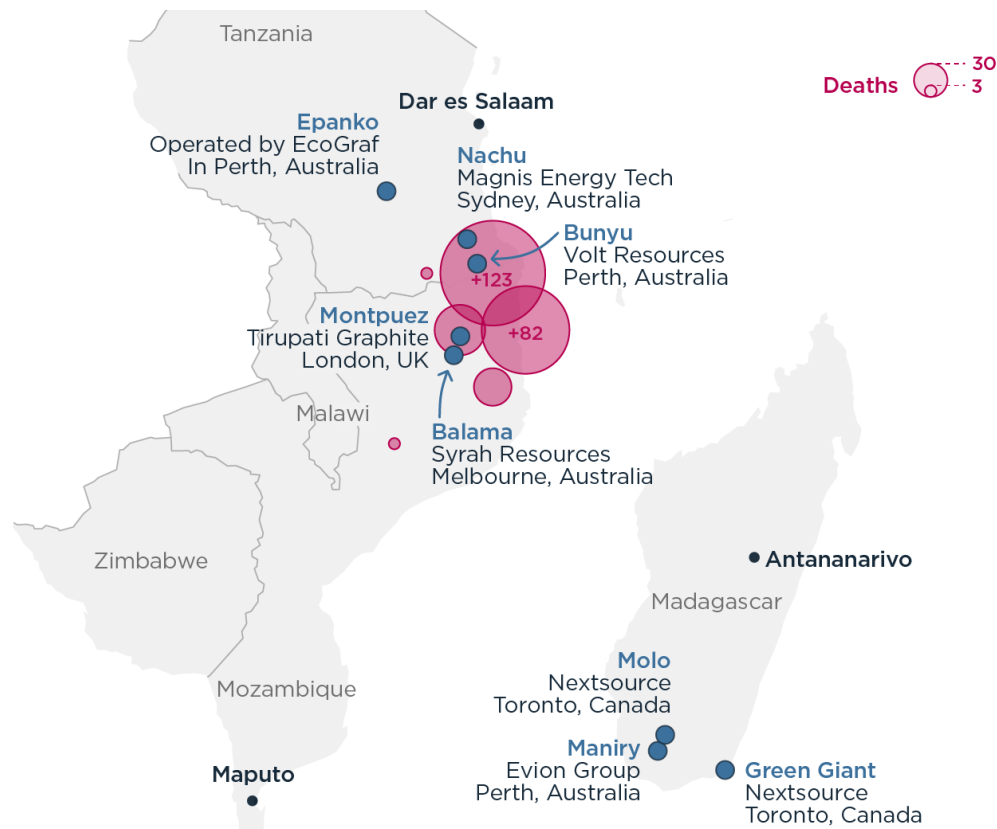 Tanzania
30
Deaths
3
Dar es Salaam
Epanko
Operated by EcoGraf
In Perth, Australia
Nachu
Magnis Energy Tech
Sydney, Australia
Bunyu
Volt Resources
Perth, Australia
+123
Montpuez
Tirupati Graphite
London, UK
+82
Malawi
Balama
Syrah Resources
Melbourne, Australia
Zimbabwe
Antananarivo
Madagascar
Mozambique
Molo
Nextsource
Toronto, Canada
Maniry
Evion Group
Perth, Australia
Maputo
Green Giant
Nextsource
Toronto, Canada